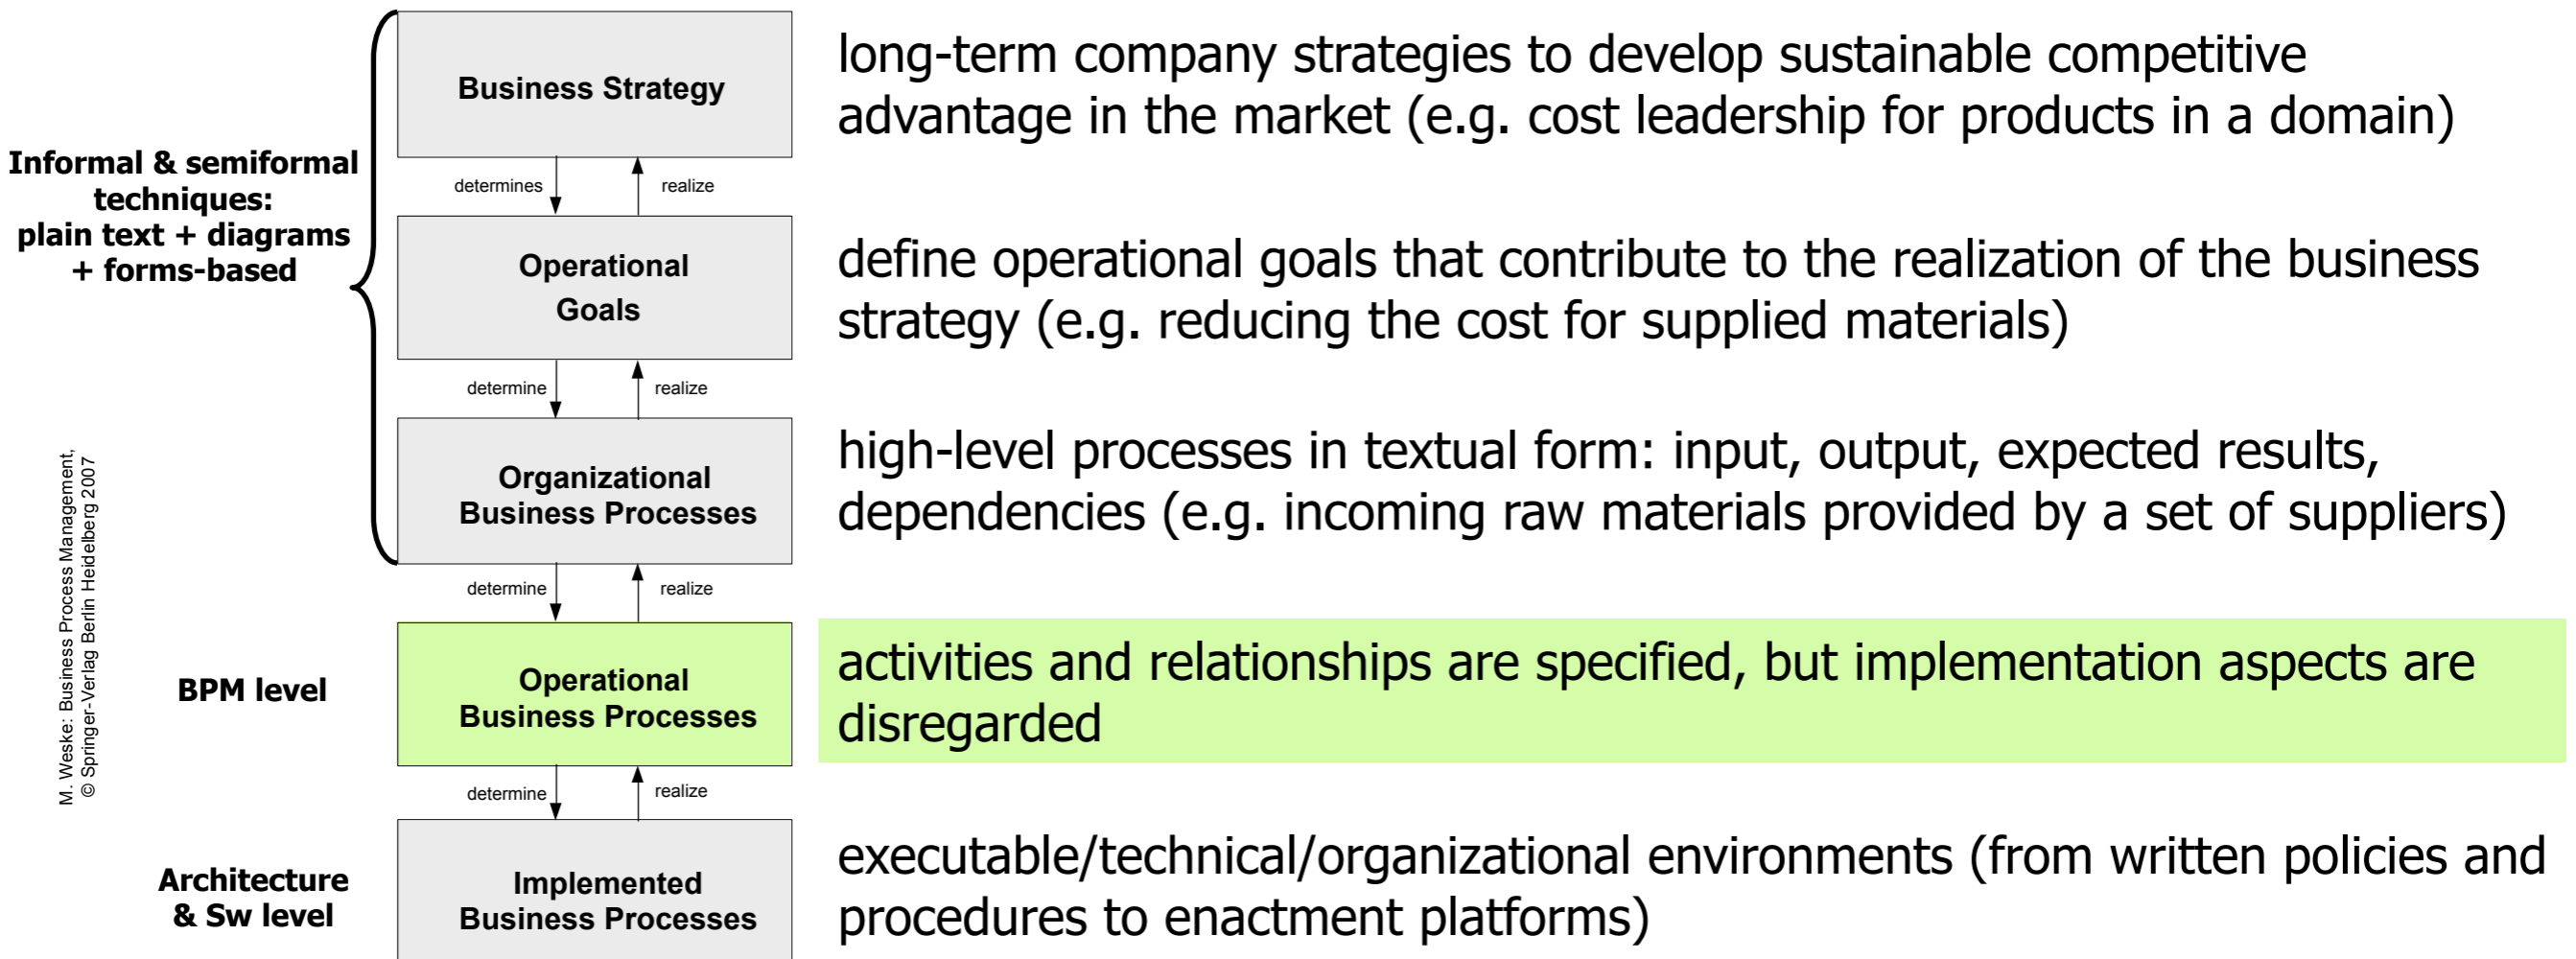 Business Strategy
long-term company strategies to develop sustainable competitive
advantage in the market (e.g. cost leadership for products in a domain)
Informal & semiformal
techniques:
plain text + diagrams
+ forms-based
determines
realize
Operational
Goals
define operational goals that contribute to the realization of the business
strategy (e.g. reducing the cost for supplied materials)
determine
realize
Organizational
Business Processes
high-level processes in textual form: input, output, expected results,
dependencies (e.g. incoming raw materials provided by a set of suppliers)
M. Weske: Business Process Management,
© Springer-Verlag Berlin Heidelberg 2007
determine
realize
BPM level
Operational
Business Processes
activities and relationships are specified, but implementation aspects are
disregarded
determine
realize
Architecture
& Sw level
Implemented
Business Processes
executable/technical/organizational environments (from written policies and
procedures to enactment platforms)